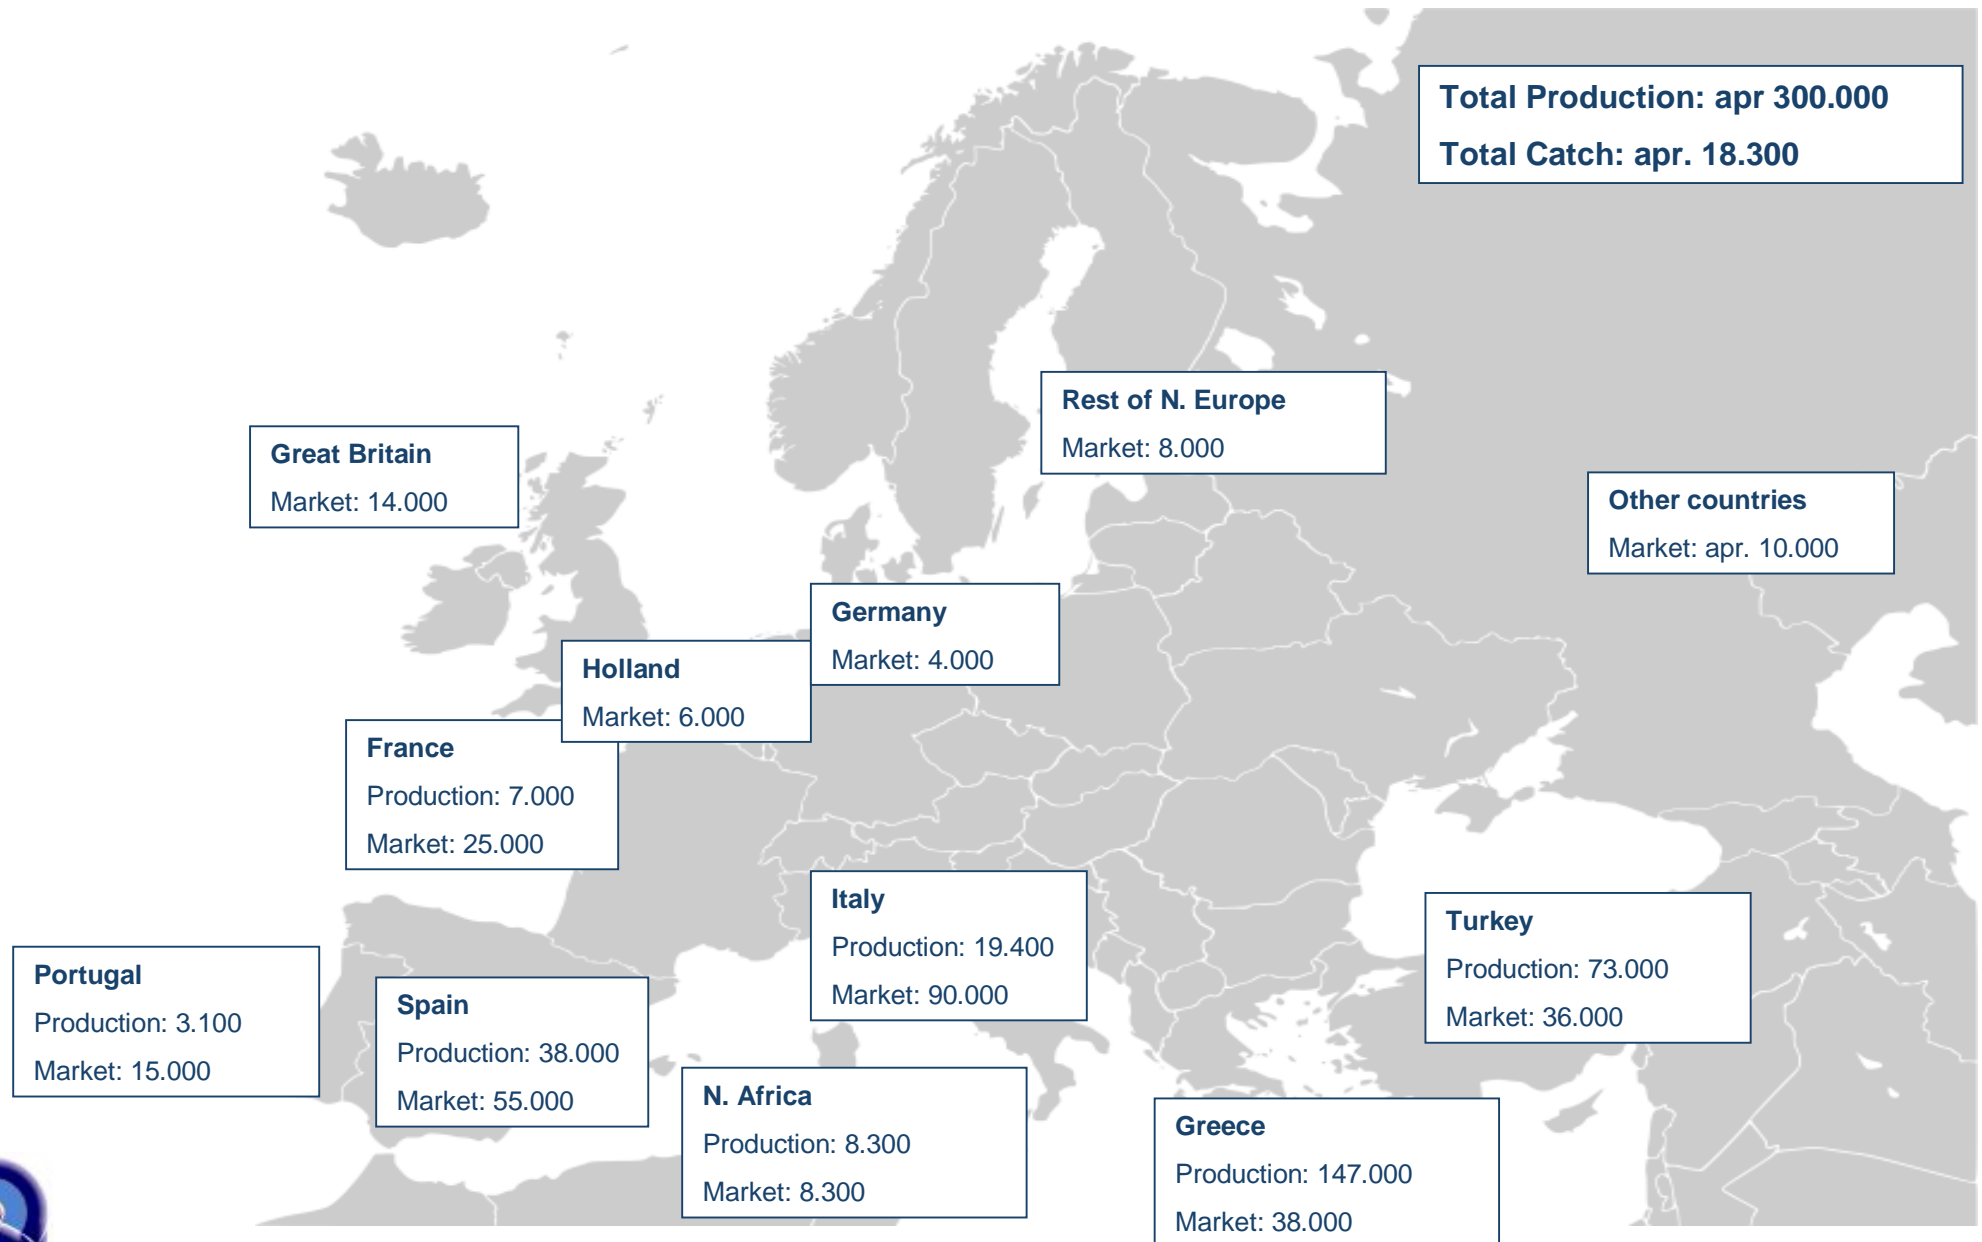 Total Production: apr 300.000
Total Catch: apr. 18.300
Rest of N. Europe
Market: 8.000
Great Britain
Market: 14.000
Other countries
Market: apr. 10.000
Germany
Market: 4.000
Holland
Market: 6.000
France
Production: 7.000
Market: 25.000
Italy
Production: 19.400
Market: 90.000
Turkey
Production: 73.000
Market: 36.000
Portugal
Production: 3.100
Market: 15.000
Spain
Production: 38.000
Market: 55.000
N. Africa
Production: 8.300
Market: 8.300
Greece
Production: 147.000
Market: 38.000